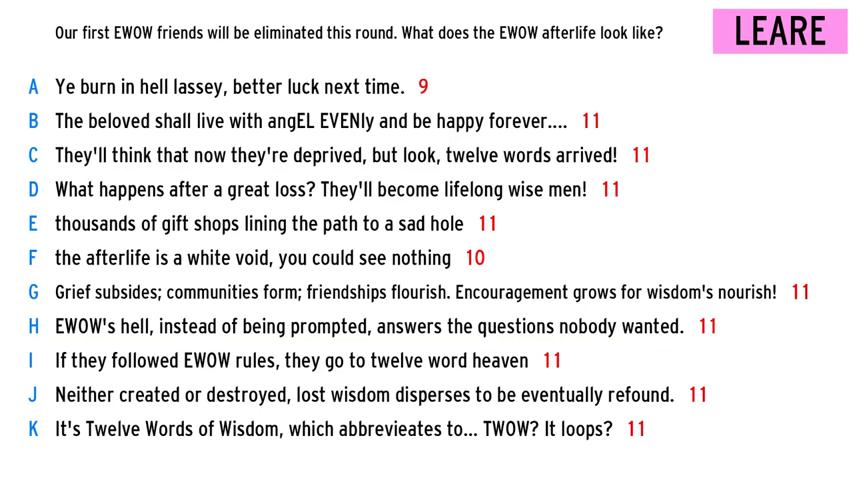 Our first EWOW friends will be eliminated this round. What does the EWOW afterlife look like?
LEARE
A Ye burn in hell lassey, better luck next time. 9
B The beloved shall live with angEL EVENly and be happy forever.... 11
C They'll think that now they're deprived, but look, twelve words arrived! 11
D What happens after a great loss? They'll become lifelong wise men! 11
E thousands of gift shops lining the path to a sad hole 11
F the afterlife is a white void, you could see nothing 10
G Grief subsides; communities form; friendships flourish. Encouragement grows for wisdom's nourish! 11
H EWOW's hell, instead of being prompted, answers the questions nobody wanted. 11
I If they followed EWOW rules, they go to twelve word heaven 11
J Neither created or destroyed, lost wisdom disperses to be eventually refound. 11
K It's Twelve Words of Wisdom, which abbrevieates to... TWOW? It loops? 11